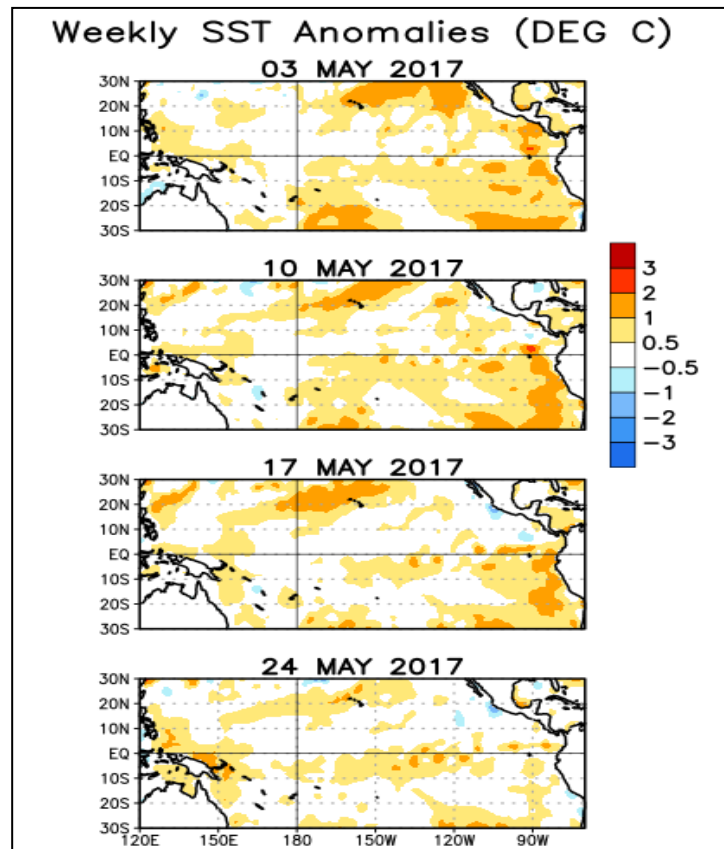 Weekly SST Anomalies (DEG C)
03 MAY 2017
30N
20N
10N
EQ
10S
20S
30S
10 MAY 2017
30N
20N
10N
EQ
10S
20S
30S
3
2
1
0.5
−0.5
−1
−2
−3
17 MAY 2017
30N
20N
10N
EQ
10S
20S
30S
24 MAY 2017
30N
20N
10N
EQ
10S
20S
30S
120E 150E 180 150W 120W 90W